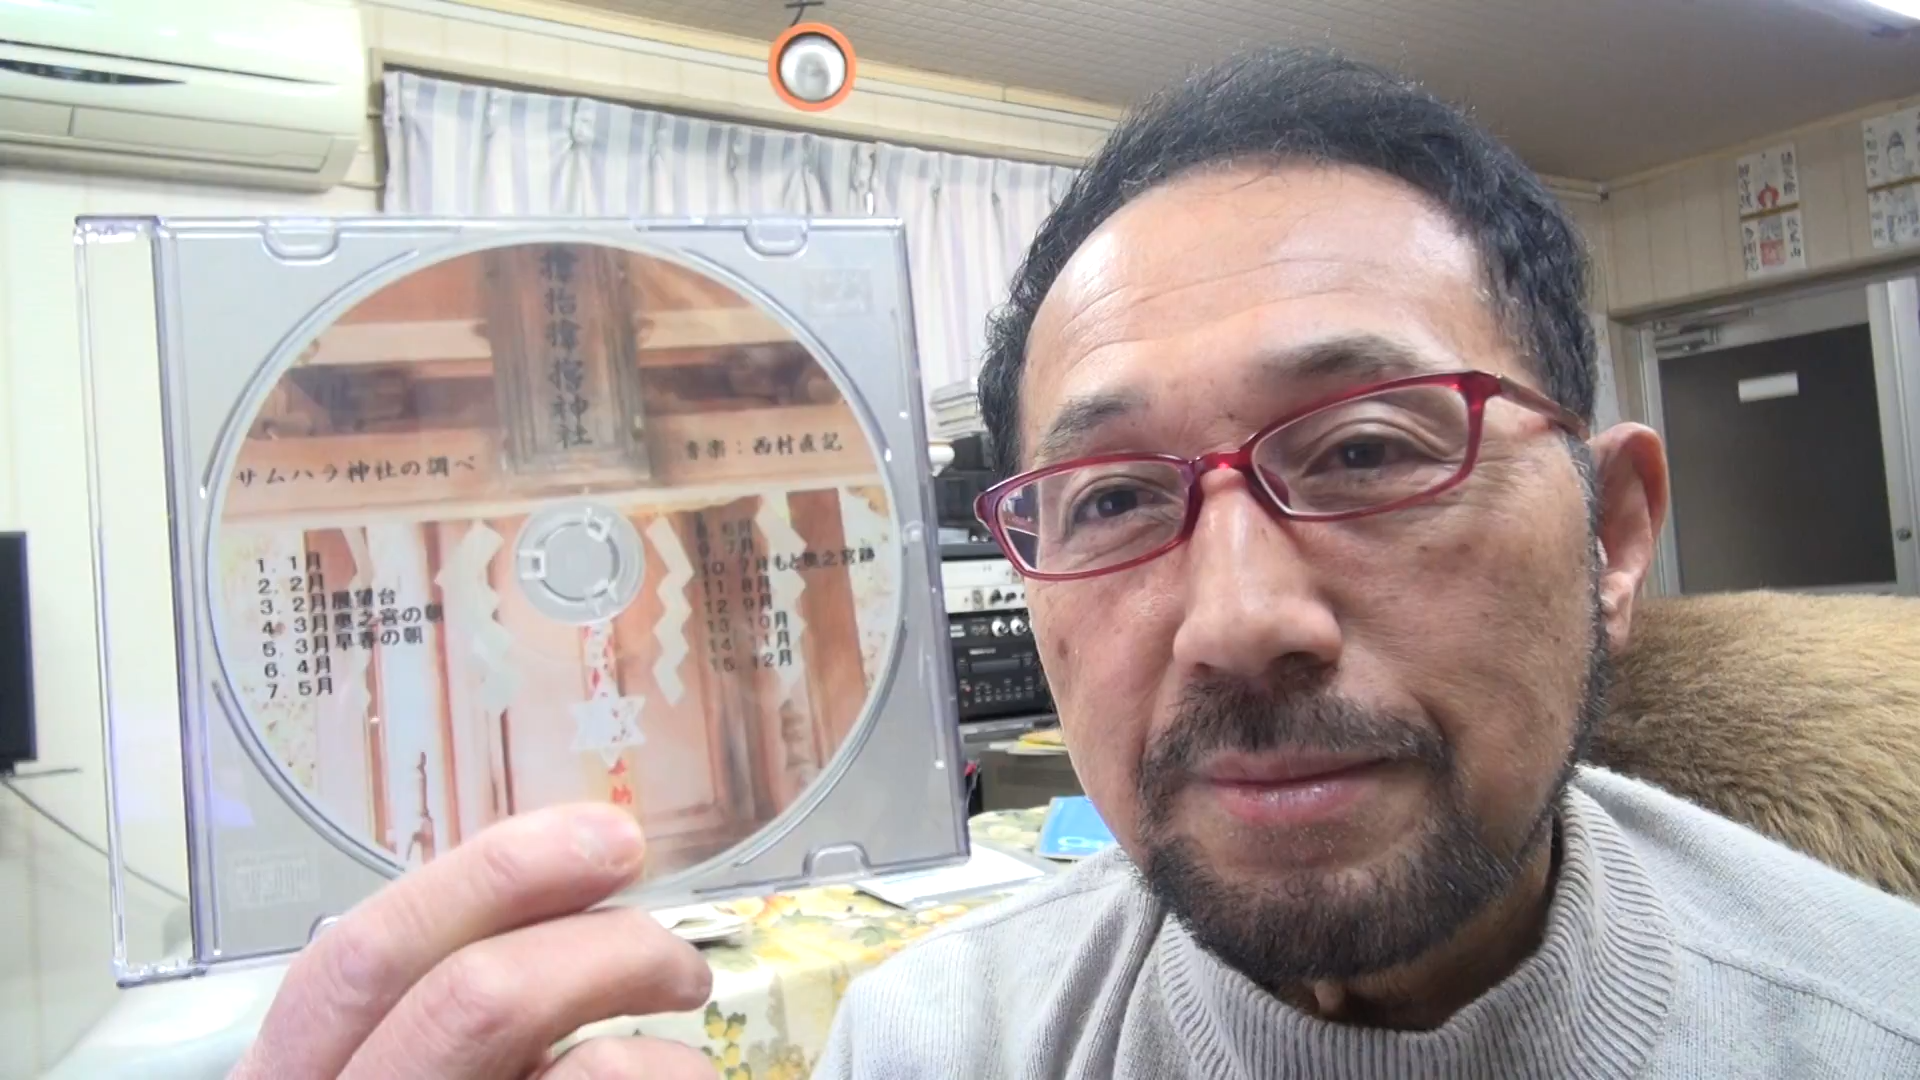 神社
サムハラ神社の調べ
音楽：西村直記
1. 1月
2. 2月
3. 2月展望台
4. 3月奥之宮の朝
5. 3月早春の朝
6. 4月
7. 5月
8. 6月
9. 7月
10. 7月もと奥之宮跡
11. 8月
12. 9月
13. 10月
14. 11月
15. 12月